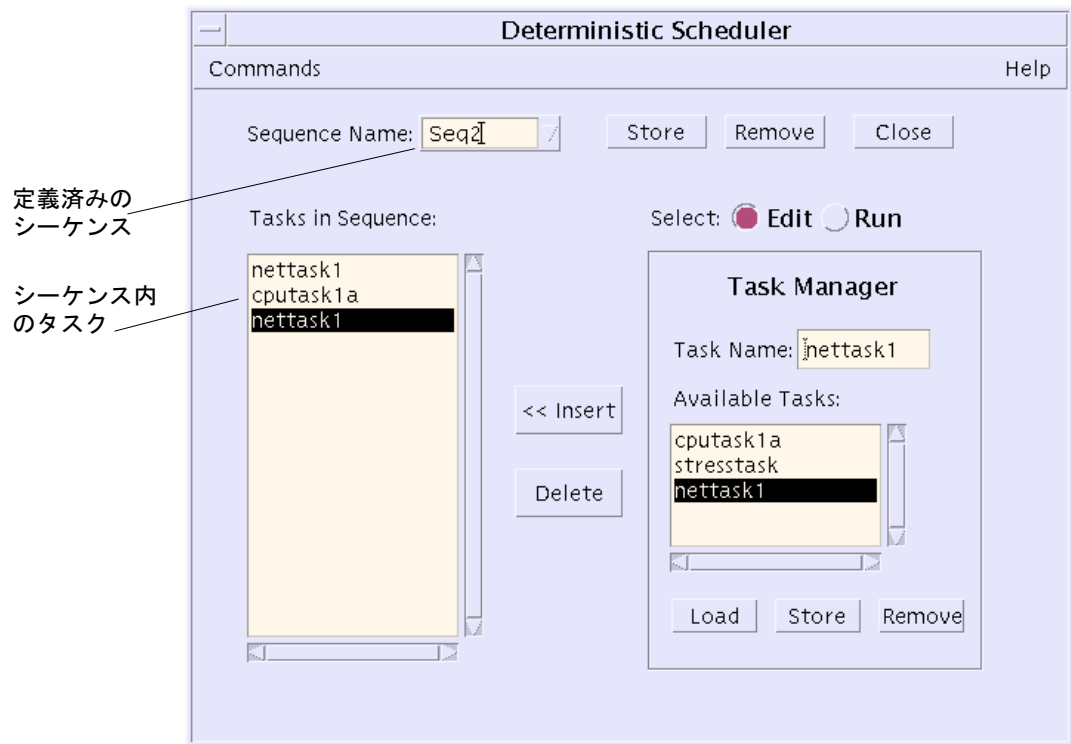 Deterministic Scheduler
Commands Help
Sequence Name: Seq2 Store Remove Close
定義済みの
シーケンス
Tasks in Sequence:
Select: Edit Run
シーケンス内
のタスク
nettask1
cputask1a
nettask1
<< Insert
Delete
Task Manager
Task Name: nettask1
Available Tasks:
cputask1a
stresstask
nettask1
Load Store Remove